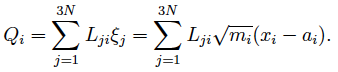 $$Q_i = \sum_{j=1}^{3N} L_{ji}\xi_j = \sum_{j=1}^{3N} L_{ji}\sqrt{m_i}(x_i - a_i).$$